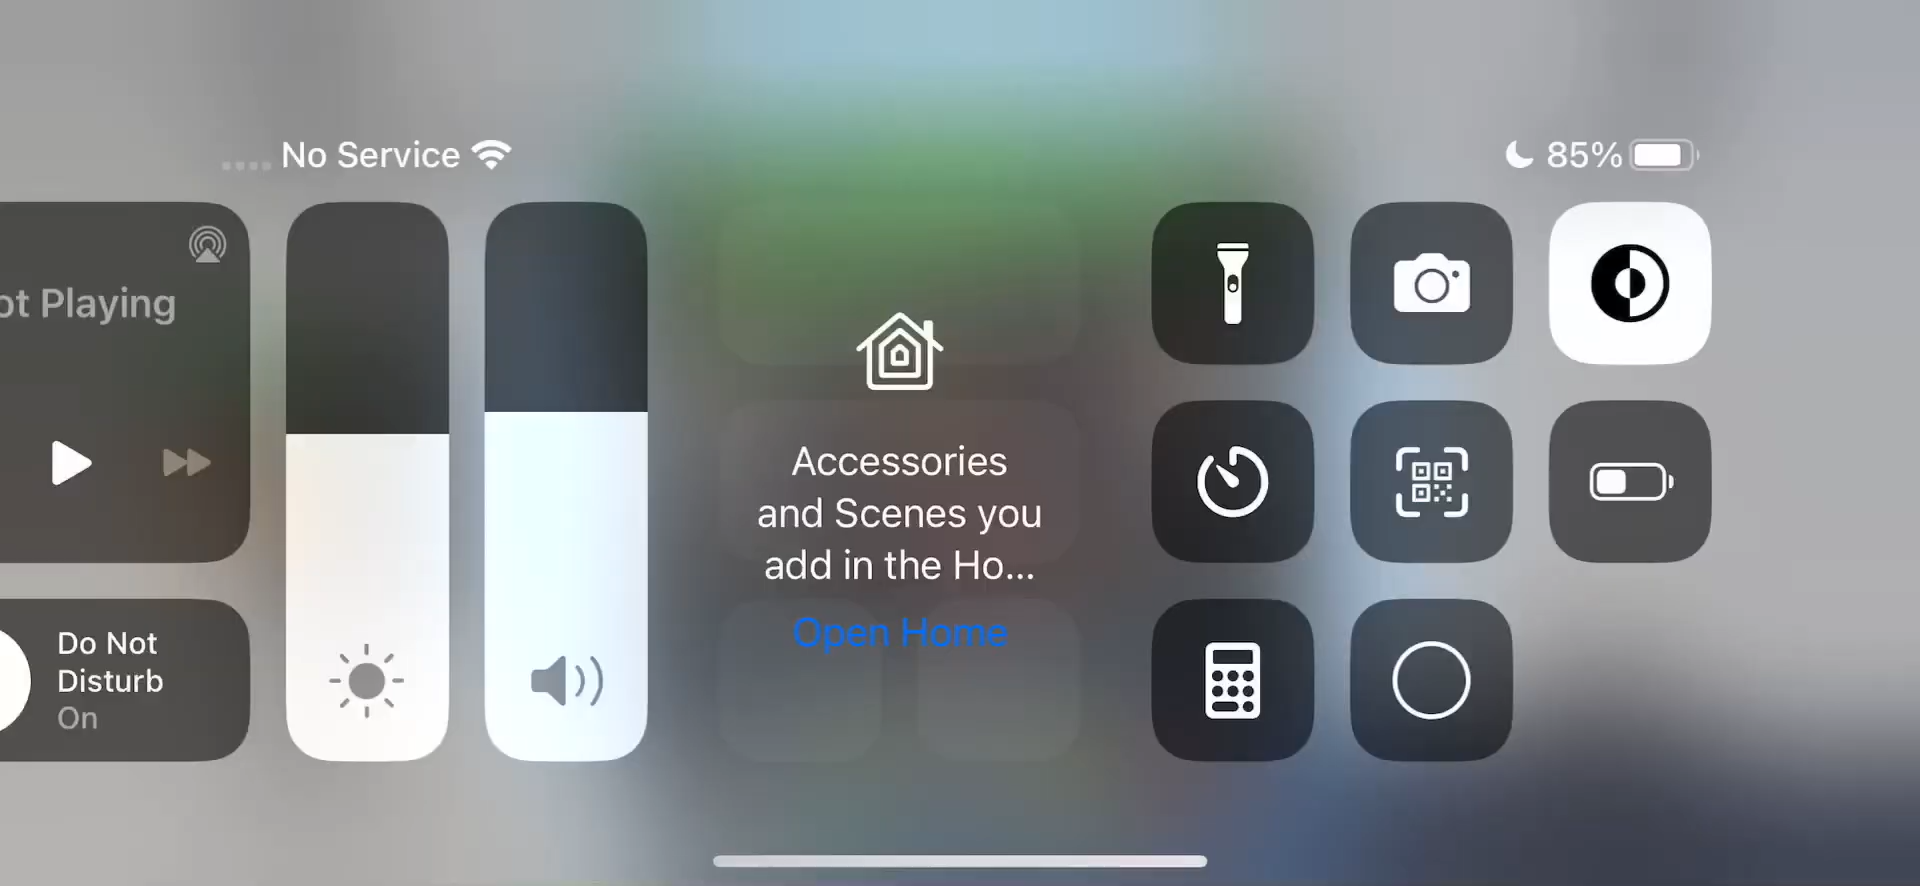 No Service
85%
ot Playing
Accessories
and Scenes you
add in the Ho...
Open Home
Do Not
Disturb
On